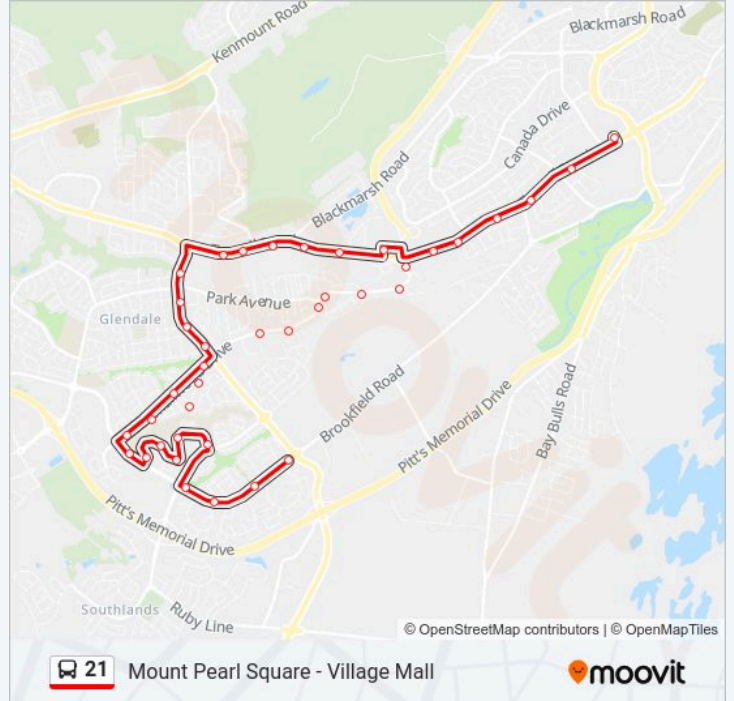 Kenmount Road
Blackmarsh Road
Canada Drive
Blackmarsh Road
Park Avenue
Glendale
Brookfield Road
Pitt's Memorial Drive
Bay Bulls Road
Pitt's Memorial Drive
Southlands
Ruby Line
© OpenStreetMap contributors | © OpenMapTiles
21 Mount Pearl Square - Village Mall
moovit